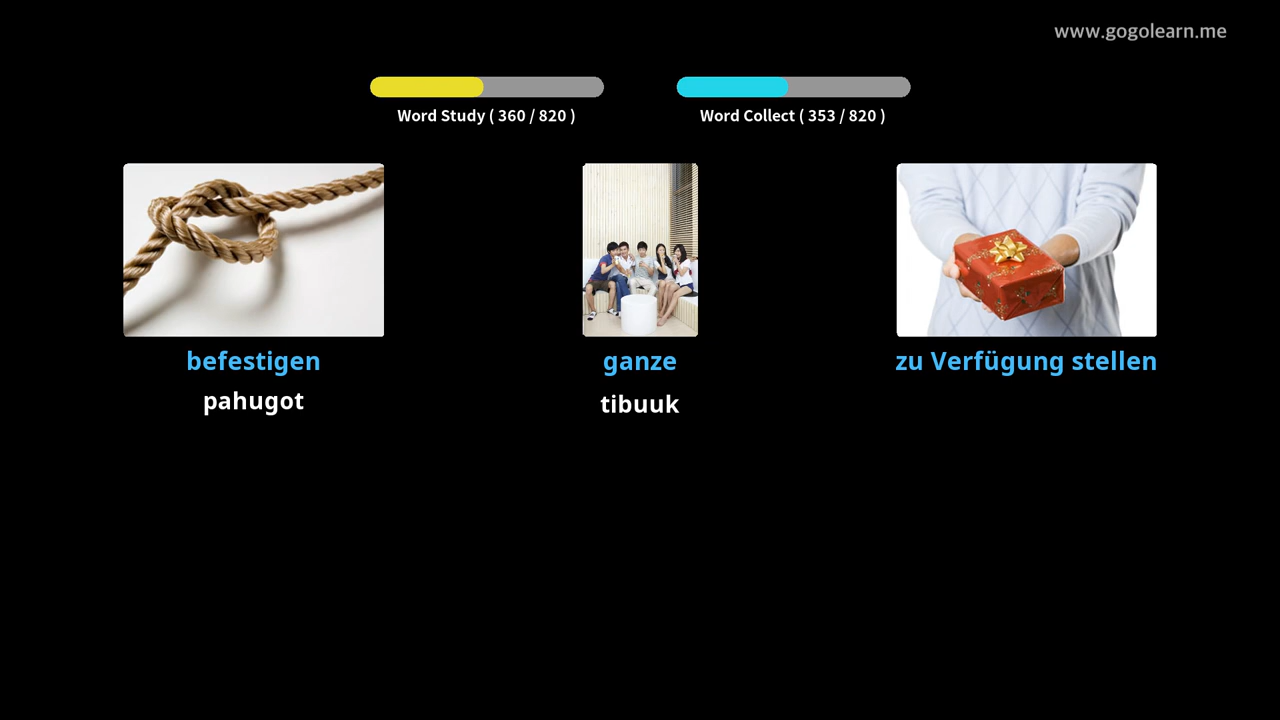 www.gogolearn.me
Word Study ( 360 / 820 )
Word Collect ( 353 / 820 )
befestigen
ganze
zu Verfügung stellen
pahugot
tibuuk